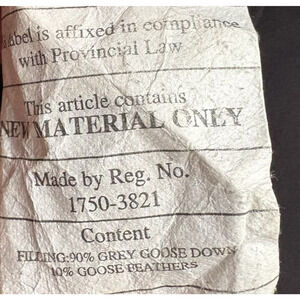 label is affixed in compliance
with Provincial Law
This article contains
NEW MATERIAL ONLY
Made by Reg. No.
1750-3821
Content
FILLING:90% GREY GOOSE DOWN
10% GOOSE FEATHERS